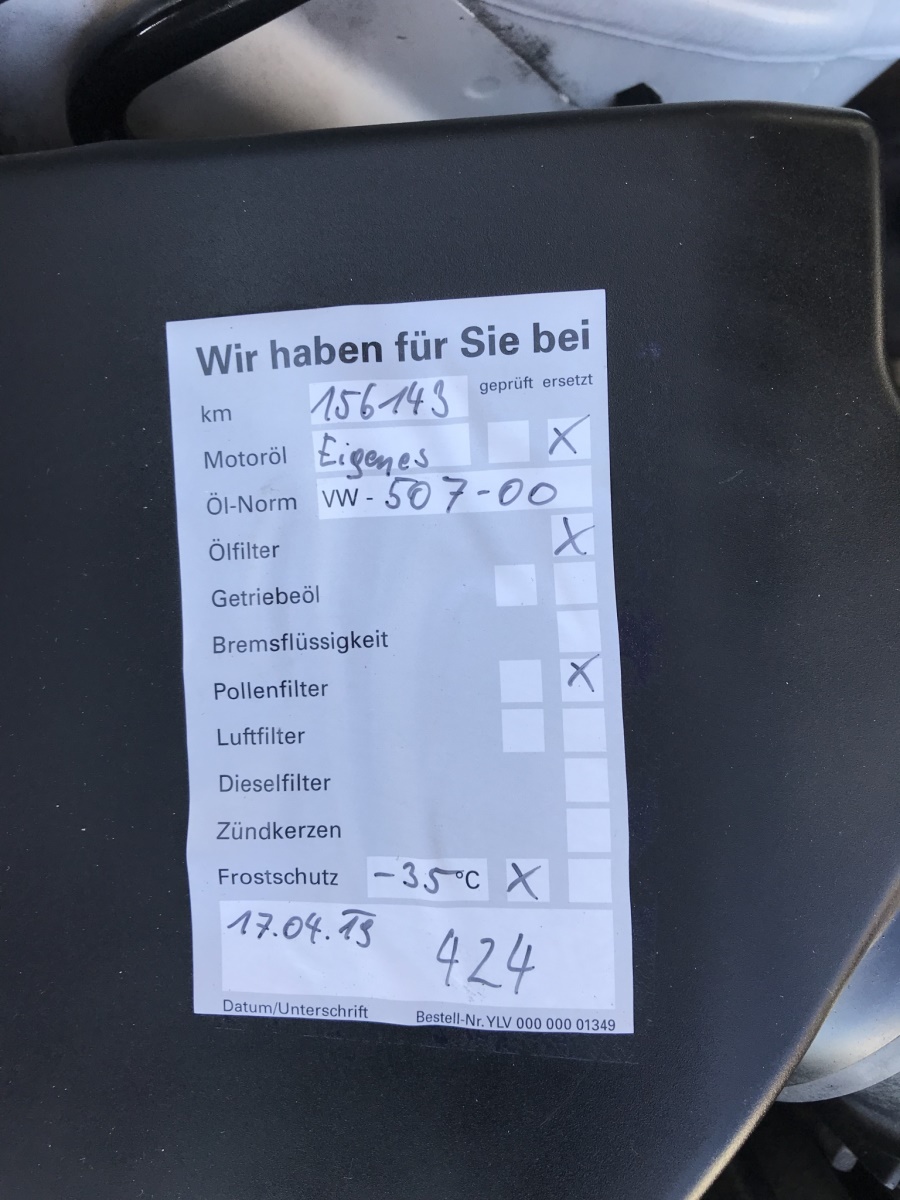 Wir haben für Sie bei
geprüft ersetzt
km 156143
Motoröl Eigenes X
Öl-Norm VW - 507-00
Ölfilter X
Getriebeöl
Bremsflüssigkeit
Pollenfilter X
Luftfilter
Dieselfilter
Zündkerzen
Frostschutz -35 °C X
17.04.19 424
Datum/Unterschrift Bestell-Nr. YLV 000 000 01349